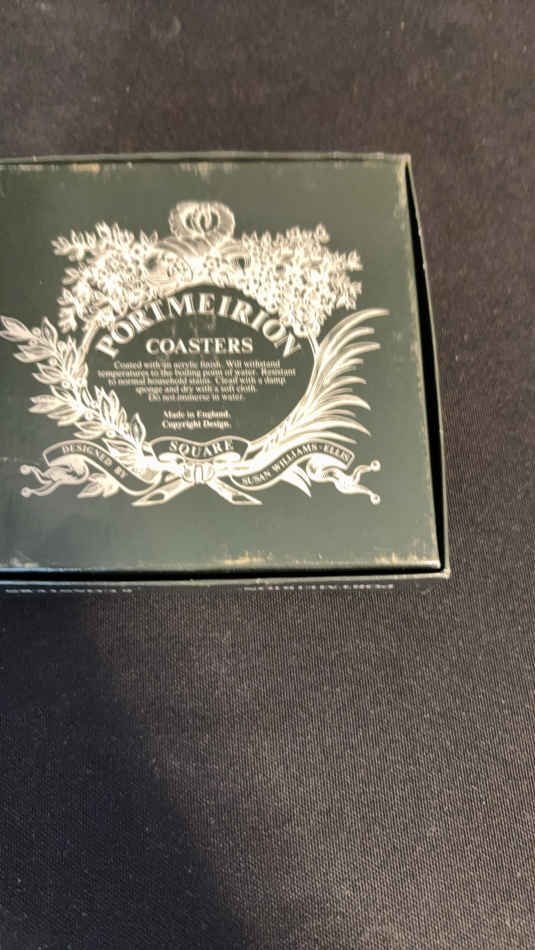 PORTMEIRION
COASTERS
Coated with an acrylic finish. Will withstand
temperatures to the boiling point of water. Resistant
to normal household stains. Clean with a damp
sponge and dry with a soft cloth.
Do not immerse in water.
Made in England.
Copyright Design.
SQUARE
DESIGNED BY
SUSAN WILLIAMS-ELLIS